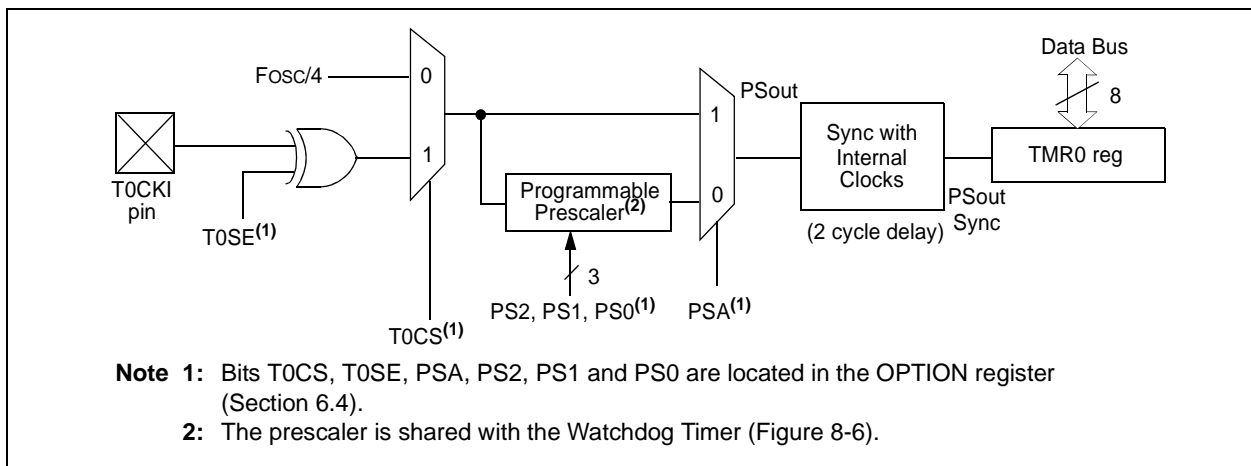 Data Bus
8
FOSC/4
0
1
T0CKI
pin
T0SE(1)
T0CS(1)
Programmable
Prescaler(2)
3
PS2, PS1, PS0(1)
1
0
PSA(1)
PSout
Sync with
Internal
Clocks
(2 cycle delay)
PSout
Sync
TMR0 reg
Note 1: Bits T0CS, T0SE, PSA, PS2, PS1 and PS0 are located in the OPTION register
(Section 6.4).
2: The prescaler is shared with the Watchdog Timer (Figure 8-6).